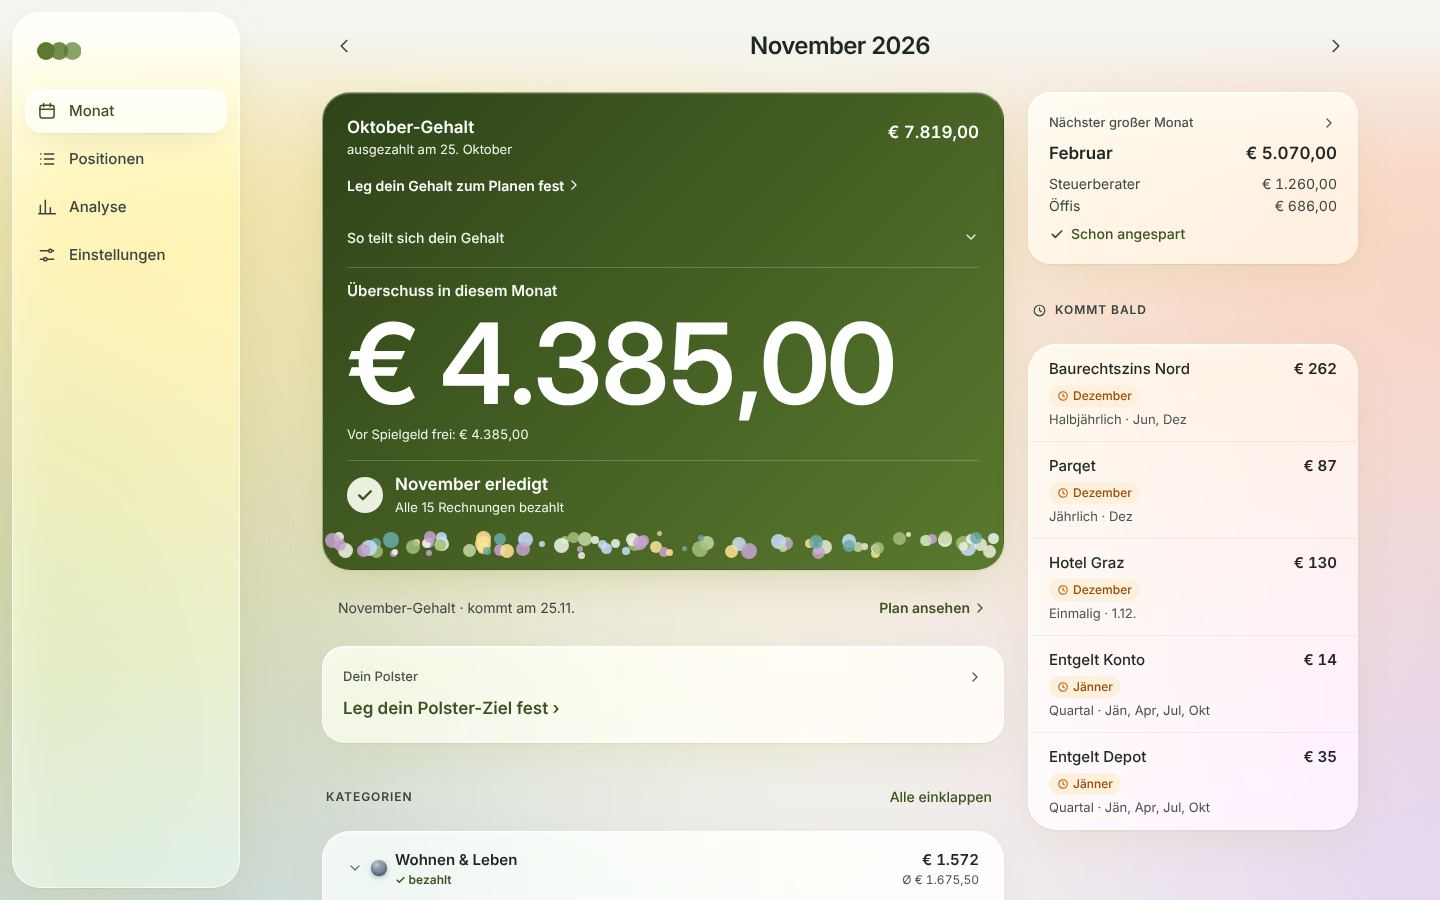 Monat
Positionen
Analyse
Einstellungen
November 2026
Oktober-Gehalt
€ 7.819,00
ausgezahlt am 25. Oktober
Leg dein Gehalt zum Planen fest
So teilt sich dein Gehalt
Überschuss in diesem Monat
€ 4.385,00
Vor Spielgeld frei: € 4.385,00
November erledigt
Alle 15 Rechnungen bezahlt
November-Gehalt · kommt am 25.11.
Plan ansehen
Dein Polster
Leg dein Polster-Ziel fest ›
KATEGORIEN
Alle einklappen
Wohnen & Leben
€ 1.572
✓ bezahlt
Ø € 1.675,50
Nächster großer Monat
Februar
€ 5.070,00
Steuerberater
€ 1.260,00
Öffis
€ 686,00
Schon angespart
KOMMT BALD
Baurechtszins Nord
€ 262
Dezember
Halbjährlich · Jun, Dez
Parqet
€ 87
Dezember
Jährlich · Dez
Hotel Graz
€ 130
Dezember
Einmalig · 1.12.
Entgelt Konto
€ 14
Jänner
Quartal · Jän, Apr, Jul, Okt
Entgelt Depot
€ 35
Jänner
Quartal · Jän, Apr, Jul, Okt